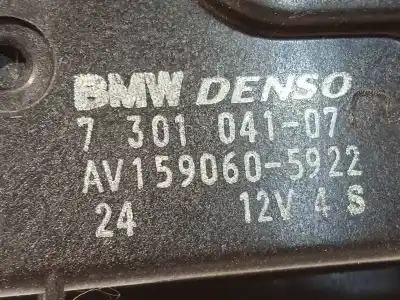 BMW DENSO
7 301 041-07
AV159060-5922
24 12V 4 S